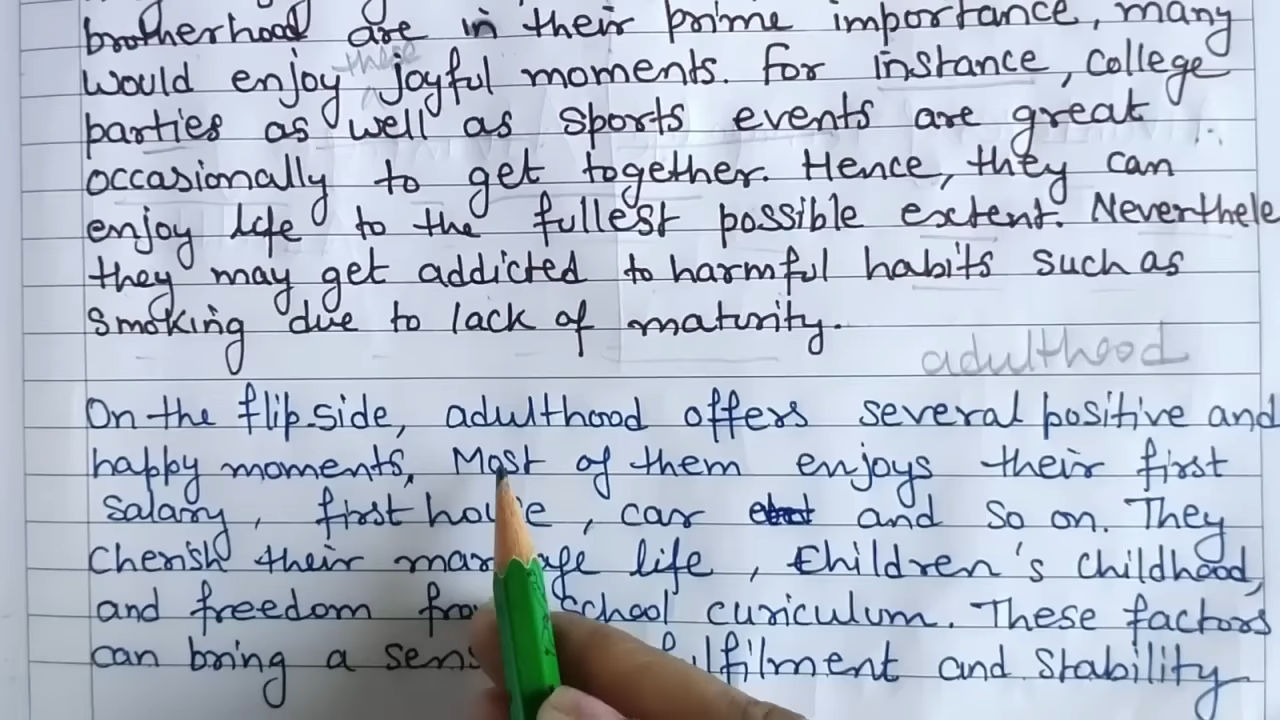 brotherhood are in their prime importance, many
these
would enjoy joyful moments. For instance, college
parties as well as sports events are great
occasionally to get together. Hence, they can
enjoy life to the fullest possible extent. Neverthele
they may get addicted to harmful habits such as
smoking due to lack of maturity.
adulthood
On the flip-side, adulthood offers several positive and
happy moments, Most of them enjoys their first
salary, first house, car and so on. They
cherish their life, Children's childhood,
and freedom school curiculum. These factors
can bring a fulfilment and stability